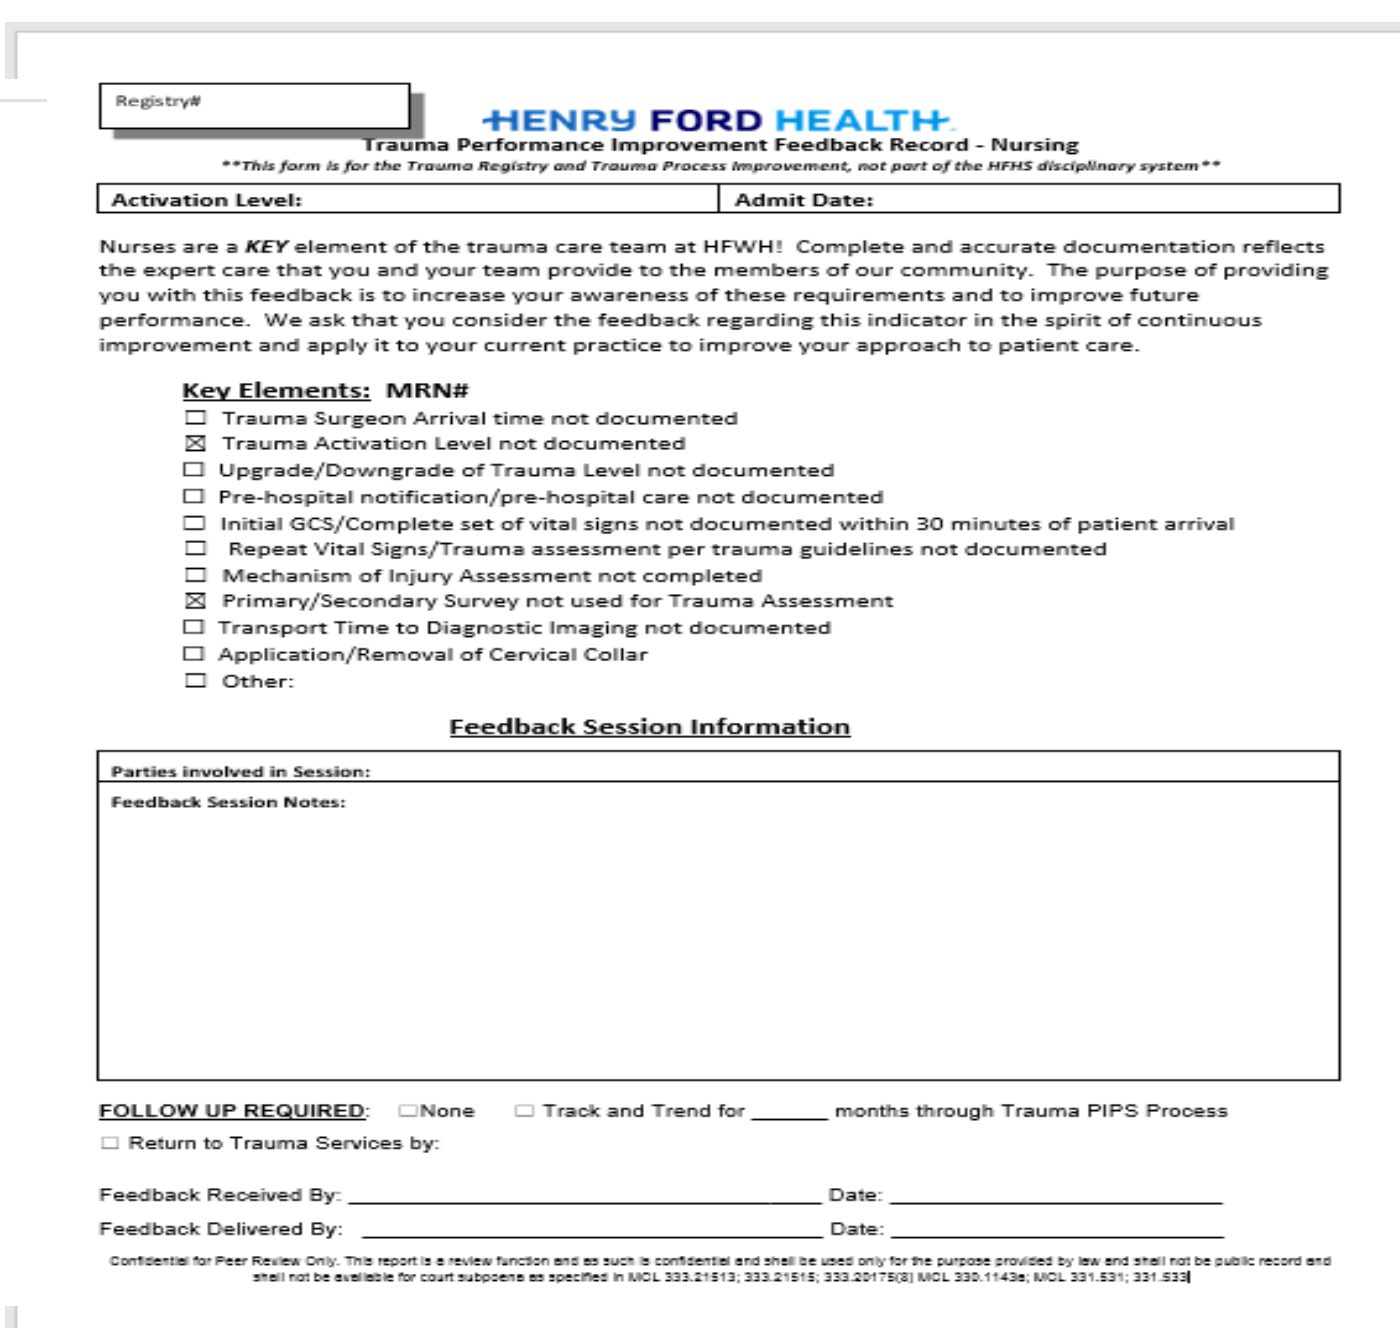 Registry#
HENRY FORD HEALTH
Trauma Performance Improvement Feedback Record - Nursing
**This form is for the Trauma Registry and Trauma Process Improvement, not part of the HFHS disciplinary system**
Activation Level: Admit Date:
Nurses are a KEY element of the trauma care team at HFWH! Complete and accurate documentation reflects
the expert care that you and your team provide to the members of our community. The purpose of providing
you with this feedback is to increase your awareness of these requirements and to improve future
performance. We ask that you consider the feedback regarding this indicator in the spirit of continuous
improvement and apply it to your current practice to improve your approach to patient care.
Key Elements: MRN#
☐ Trauma Surgeon Arrival time not documented
☒ Trauma Activation Level not documented
☐ Upgrade/Downgrade of Trauma Level not documented
☐ Pre-hospital notification/pre-hospital care not documented
☐ Initial GCS/Complete set of vital signs not documented within 30 minutes of patient arrival
☐ Repeat Vital Signs/Trauma assessment per trauma guidelines not documented
☐ Mechanism of Injury Assessment not completed
☒ Primary/Secondary Survey not used for Trauma Assessment
☐ Transport Time to Diagnostic Imaging not documented
☐ Application/Removal of Cervical Collar
☐ Other:
Feedback Session Information
Parties involved in Session:
Feedback Session Notes:
FOLLOW UP REQUIRED: ☐None ☐ Track and Trend for ______ months through Trauma PIPS Process
☐ Return to Trauma Services by:
Feedback Received By: ____________________ Date: ____________________
Feedback Delivered By: ____________________ Date: ____________________
Confidential for Peer Review Only. This report is a review function and as such is confidential and shall be used only for the purpose provided by law and shall not be public record and
shall not be available for court subpoena as specified in MCL 333.21513; 333.21515; 333.20175(8) MCL 330.1143a; MCL 331.531; 331.533